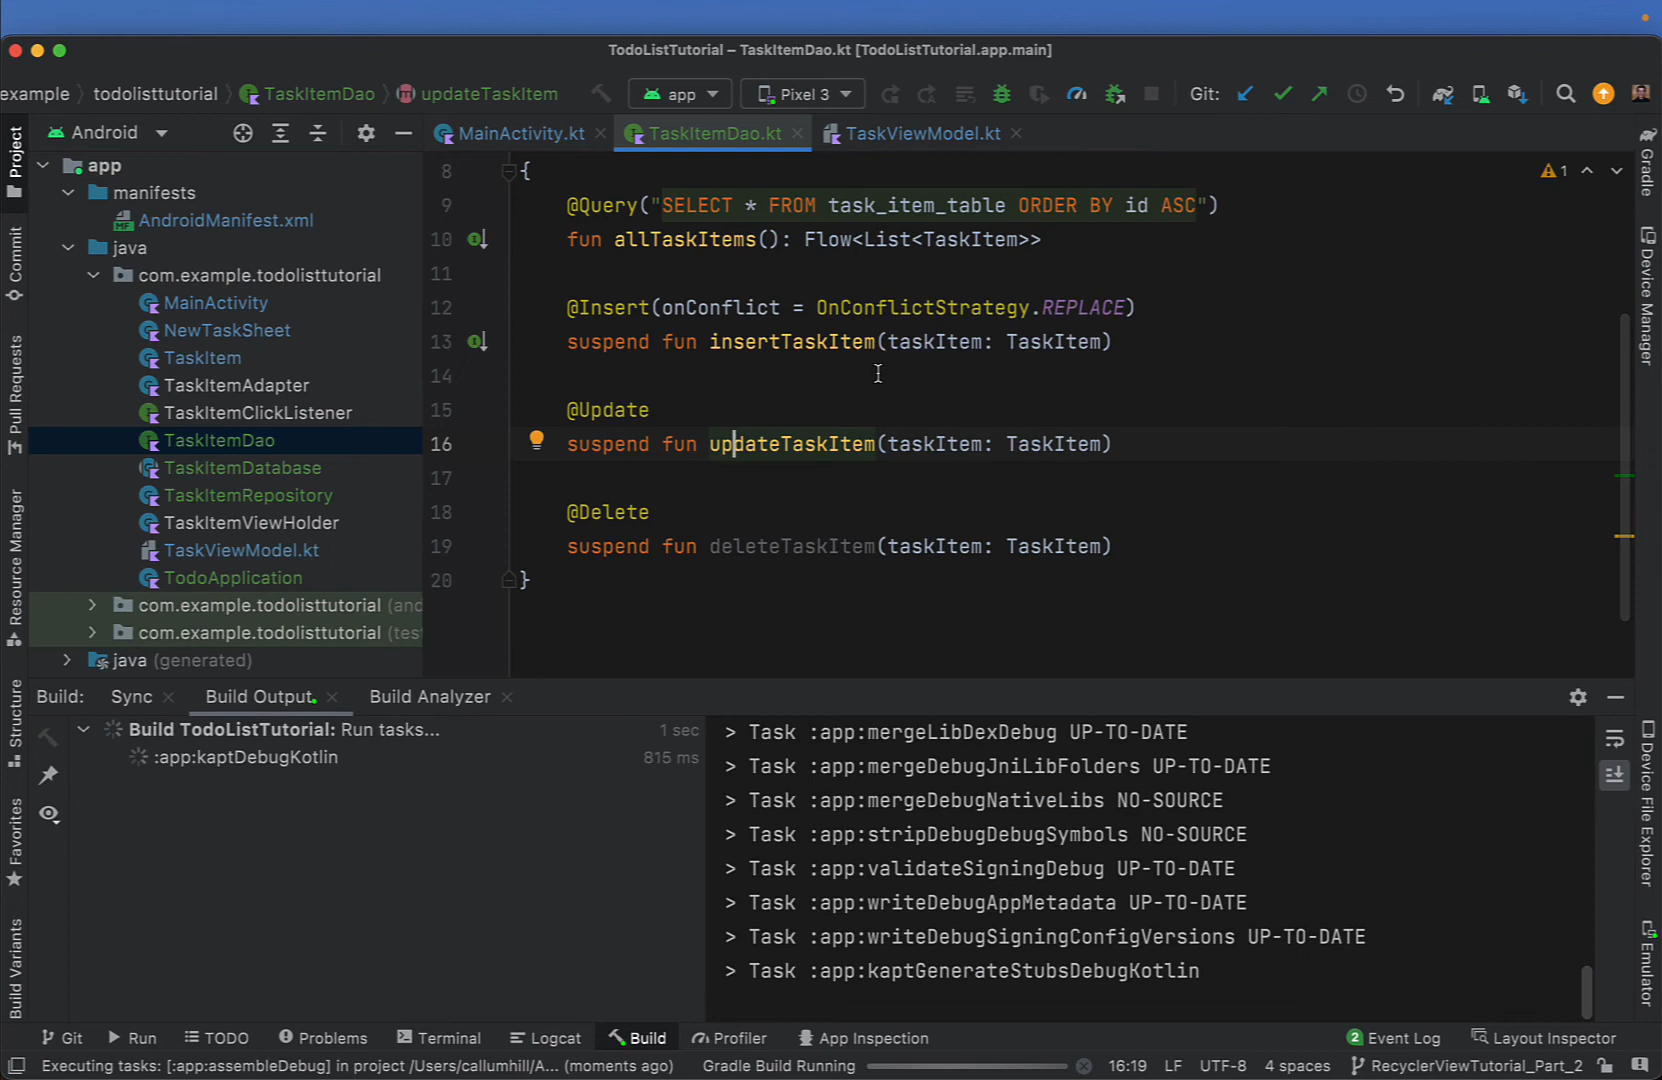 TodoListTutorial – TaskItemDao.kt [TodoListTutorial.app.main]
example todolisttutorial TaskItemDao updateTaskItem app Pixel 3 Git:
Project
Commit
Pull Requests
Resource Manager
Structure
Favorites
Build Variants
Android
app
manifests
AndroidManifest.xml
java
com.example.todolisttutorial
MainActivity
NewTaskSheet
TaskItem
TaskItemAdapter
TaskItemClickListener
TaskItemDao
TaskItemDatabase
TaskItemRepository
TaskItemViewHolder
TaskViewModel.kt
TodoApplication
com.example.todolisttutorial (and
com.example.todolisttutorial (tes
java (generated)
MainActivity.kt TaskItemDao.kt TaskViewModel.kt
1
8 {
9 @Query("SELECT * FROM task_item_table ORDER BY id ASC")
10 fun allTaskItems(): Flow<List<TaskItem>>
11
12 @Insert(onConflict = OnConflictStrategy.REPLACE)
13 suspend fun insertTaskItem(taskItem: TaskItem)
14
15 @Update
16 suspend fun updateTaskItem(taskItem: TaskItem)
17
18 @Delete
19 suspend fun deleteTaskItem(taskItem: TaskItem)
20 }
Gradle
Device Manager
Device File Explorer
Emulator
Build: Sync Build Output Build Analyzer
Build TodoListTutorial: Run tasks... 1 sec
:app:kaptDebugKotlin 815 ms
> Task :app:mergeLibDexDebug UP-TO-DATE
> Task :app:mergeDebugJniLibFolders UP-TO-DATE
> Task :app:mergeDebugNativeLibs NO-SOURCE
> Task :app:stripDebugDebugSymbols NO-SOURCE
> Task :app:validateSigningDebug UP-TO-DATE
> Task :app:writeDebugAppMetadata UP-TO-DATE
> Task :app:writeDebugSigningConfigVersions UP-TO-DATE
> Task :app:kaptGenerateStubsDebugKotlin
Git Run TODO Problems Terminal Logcat Build Profiler App Inspection 2 Event Log Layout Inspector
Executing tasks: [:app:assembleDebug] in project /Users/callumhill/A... (moments ago) Gradle Build Running 16:19 LF UTF-8 4 spaces RecyclerViewTutorial_Part_2